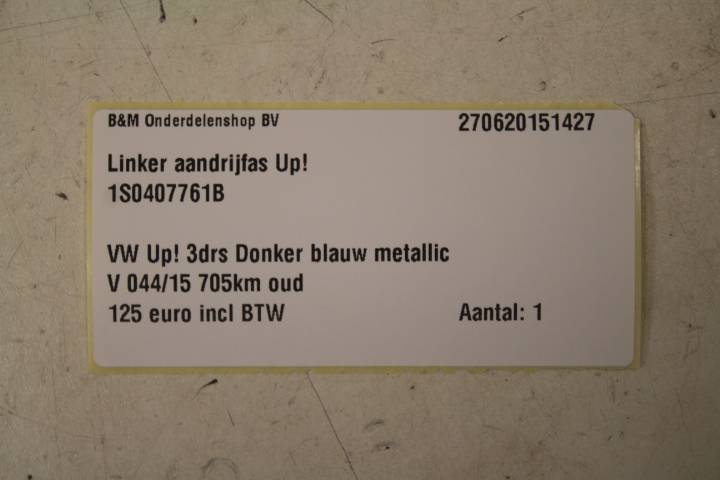 B&M Onderdelenshop BV 270620151427
Linker aandrijfas Up!
1S0407761B
VW Up! 3drs Donker blauw metallic
V 044/15 705km oud
125 euro incl BTW Aantal: 1